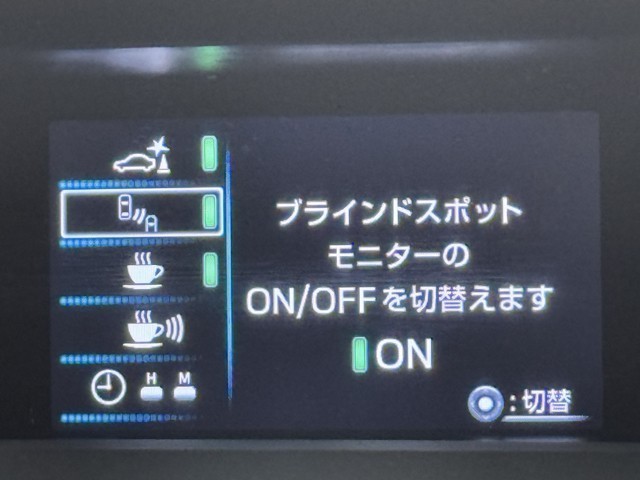 ブラインドスポット
モニターの
ON/OFFを切替えます
ON
H M
:切替